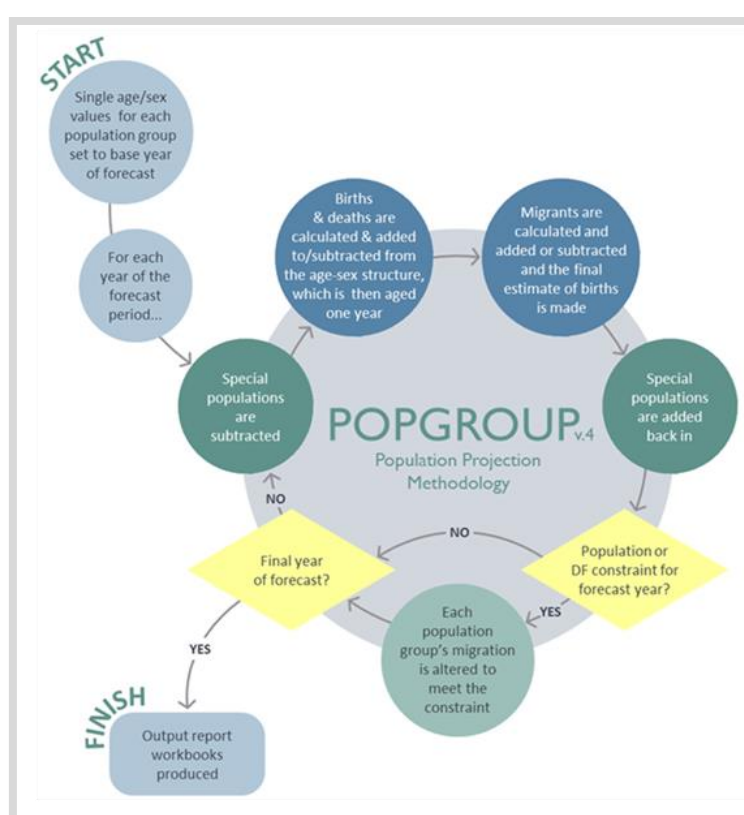 START
Single age/sex
values for each
population group
set to base year
of forecast
For each
year of the
forecast
period...
Special
populations
are
subtracted
Births
& deaths are
calculated & added
to/subtracted from
the age-sex structure,
which is then aged
one year
Migrants are
calculated and
added or subtracted
and the final
estimate of births
is made
Special
populations
are added
back in
POPGROUP v.4
Population Projection
Methodology
Population or
DF constraint for
forecast year?
NO
YES
Each
population
group's migration
is altered to
meet the
constraint
Final year
of forecast?
NO
YES
FINISH
Output report
workbooks
produced